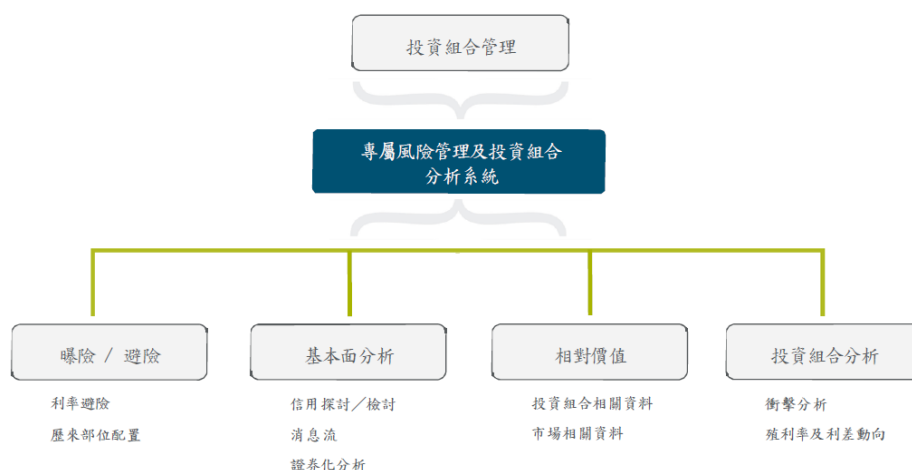 投資組合管理
專屬風險管理及投資組合
分析系統
曝險 / 避險
利率避險
歷來部位配置
基本面分析
信用探討／檢討
消息流
證券化分析
相對價值
投資組合相關資料
市場相關資料
投資組合分析
衝擊分析
殖利率及利差動向